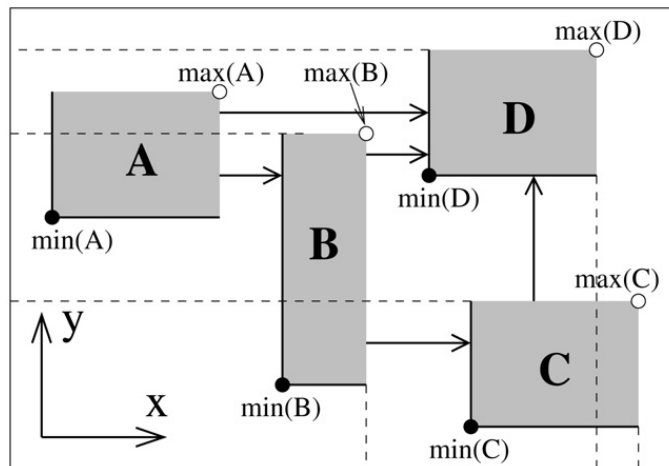 max(D)
max(A)
max(B)
D
A
min(A)
min(D)
B
max(C)
y
C
x
min(B)
min(C)